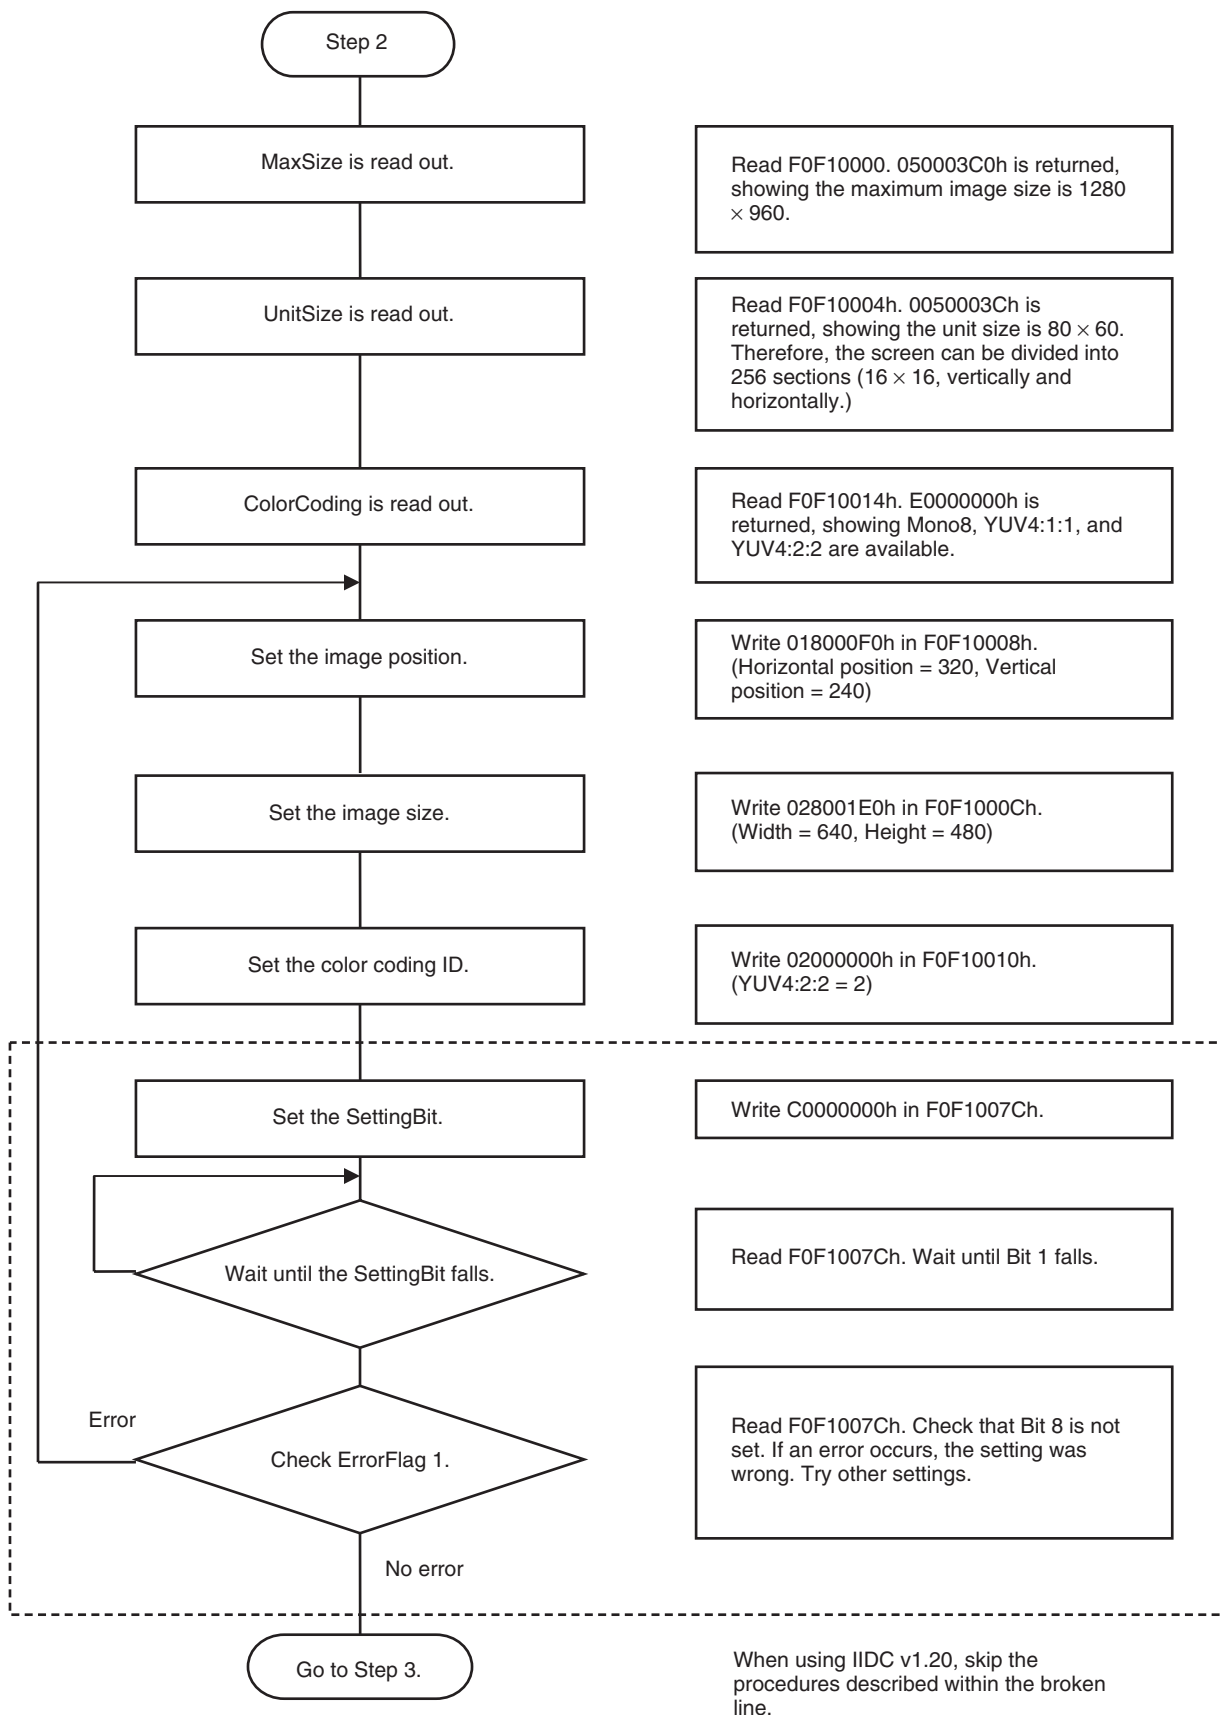 Step 2
MaxSize is read out.
Read F0F10000. 050003C0h is returned,
showing the maximum image size is 1280
× 960.
UnitSize is read out.
Read F0F10004h. 0050003Ch is
returned, showing the unit size is 80 × 60.
Therefore, the screen can be divided into
256 sections (16 × 16, vertically and
horizontally.)
ColorCoding is read out.
Read F0F10014h. E0000000h is
returned, showing Mono8, YUV4:1:1, and
YUV4:2:2 are available.
Set the image position.
Write 018000F0h in F0F10008h.
(Horizontal position = 320, Vertical
position = 240)
Set the image size.
Write 028001E0h in F0F1000Ch.
(Width = 640, Height = 480)
Set the color coding ID.
Write 02000000h in F0F10010h.
(YUV4:2:2 = 2)
Set the SettingBit.
Write C0000000h in F0F1007Ch.
Wait until the SettingBit falls.
Read F0F1007Ch. Wait until Bit 1 falls.
Error
Check ErrorFlag 1.
Read F0F1007Ch. Check that Bit 8 is not
set. If an error occurs, the setting was
wrong. Try other settings.
No error
Go to Step 3.
When using IIDC v1.20, skip the
procedures described within the broken
line.